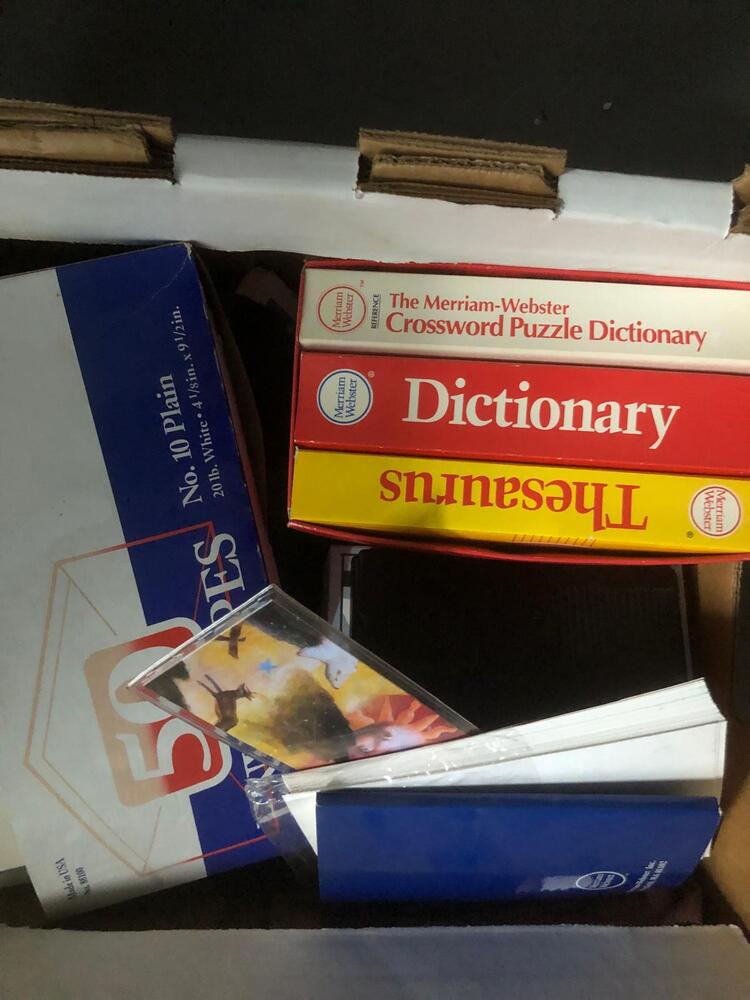 Merriam
Webster
™
REFERENCE
The Merriam-Webster
Crossword Puzzle Dictionary
Merriam
Webster
®
Dictionary
Thesaurus
Merriam
Webster
®
No. 10 Plain
20 lb. White • 4 1/8 in. x 9 1/2 in.
50
PES
Made in USA